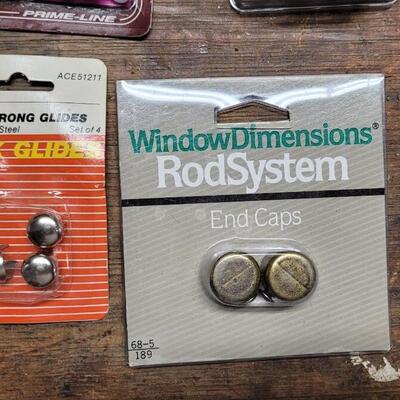 PRIME-LINE
ACE51211
RONG GLIDES
Steel
Set of 4
K GLIDES
WindowDimensions®
RodSystem
End Caps
68-5
189